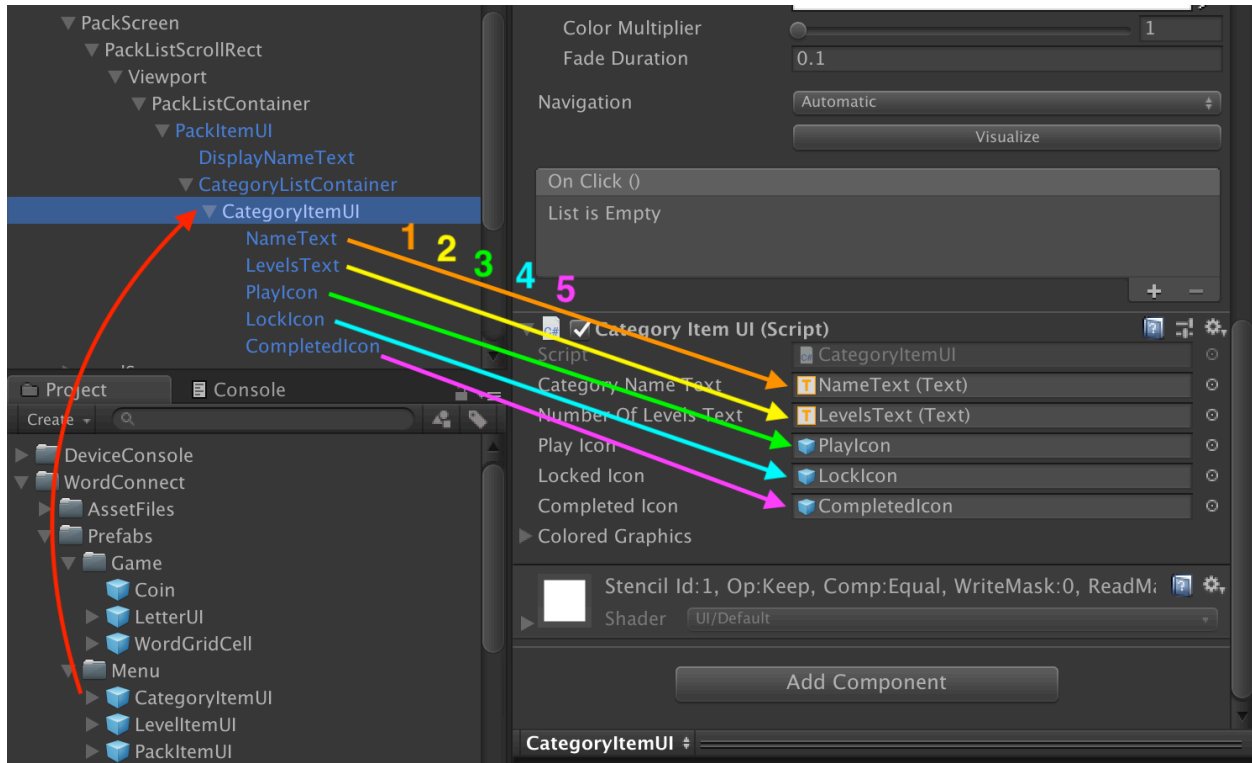 PackScreen
PackListScrollRect
Viewport
PackListContainer
PackItemUI
DisplayNameText
CategoryListContainer
CategoryItemUI
NameText
LevelsText
PlayIcon
LockIcon
CompletedIcon
1
2
3
4
5
Project
Console
Create
DeviceConsole
WordConnect
AssetFiles
Prefabs
Game
Coin
LetterUI
WordGridCell
Menu
CategoryItemUI
LevelItemUI
PackItemUI
Color Multiplier 1
Fade Duration 0.1
Navigation Automatic
Visualize
On Click ()
List is Empty
Category Item UI (Script)
Script CategoryItemUI
Category Name Text NameText (Text)
Number Of Levels Text LevelsText (Text)
Play Icon PlayIcon
Locked Icon LockIcon
Completed Icon CompletedIcon
Colored Graphics
Stencil Id:1, Op:Keep, Comp:Equal, WriteMask:0, ReadMa
Shader UI/Default
Add Component
CategoryItemUI